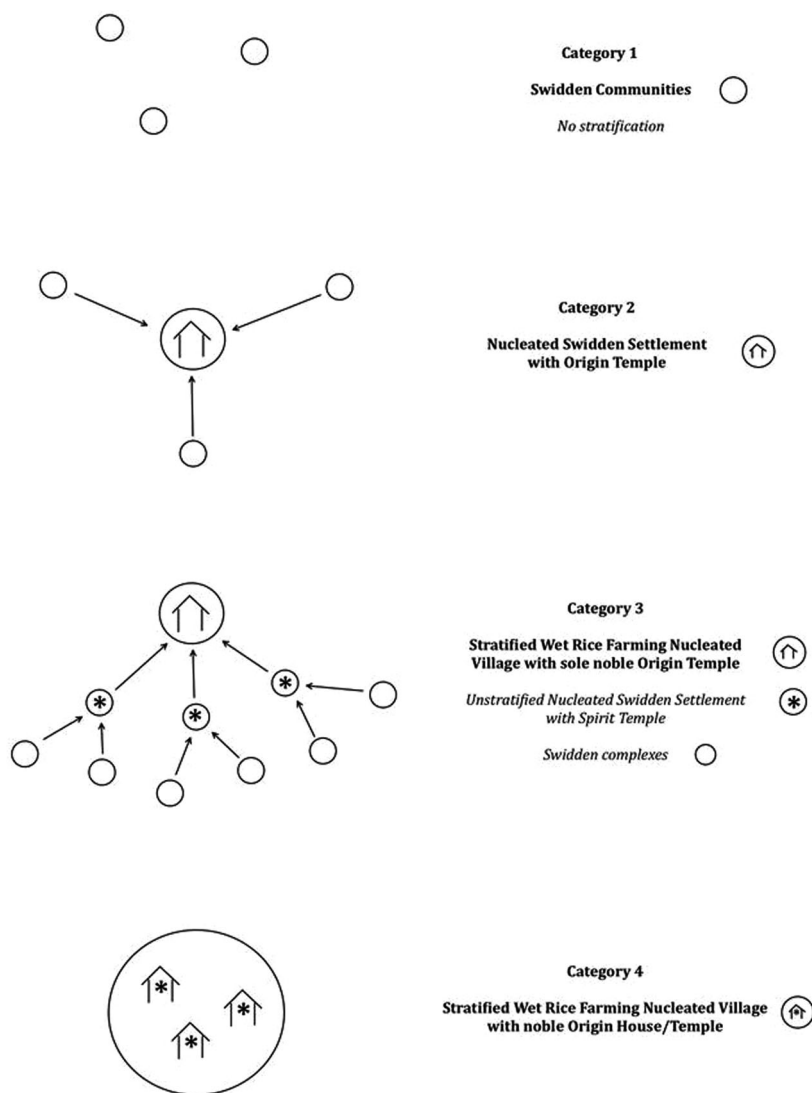 Category 1
Swidden Communities
No stratification
Category 2
Nucleated Swidden Settlement
with Origin Temple
Category 3
Stratified Wet Rice Farming Nucleated
Village with sole noble Origin Temple
Unstratified Nucleated Swidden Settlement
with Spirit Temple
Swidden complexes
Category 4
Stratified Wet Rice Farming Nucleated Village
with noble Origin House/Temple